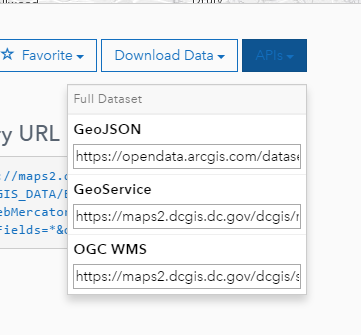 Favorite
Download Data
APIs
ry URL
Full Dataset
GeoJSON
https://opendata.arcgis.com/datase
GeoService
https://maps2.dcgis.dc.gov/dcgis/r
OGC WMS
https://maps2.dcgis.dc.gov/dcgis/s
://maps2.d
GIS_DATA/
ebMercator
Fields=*&